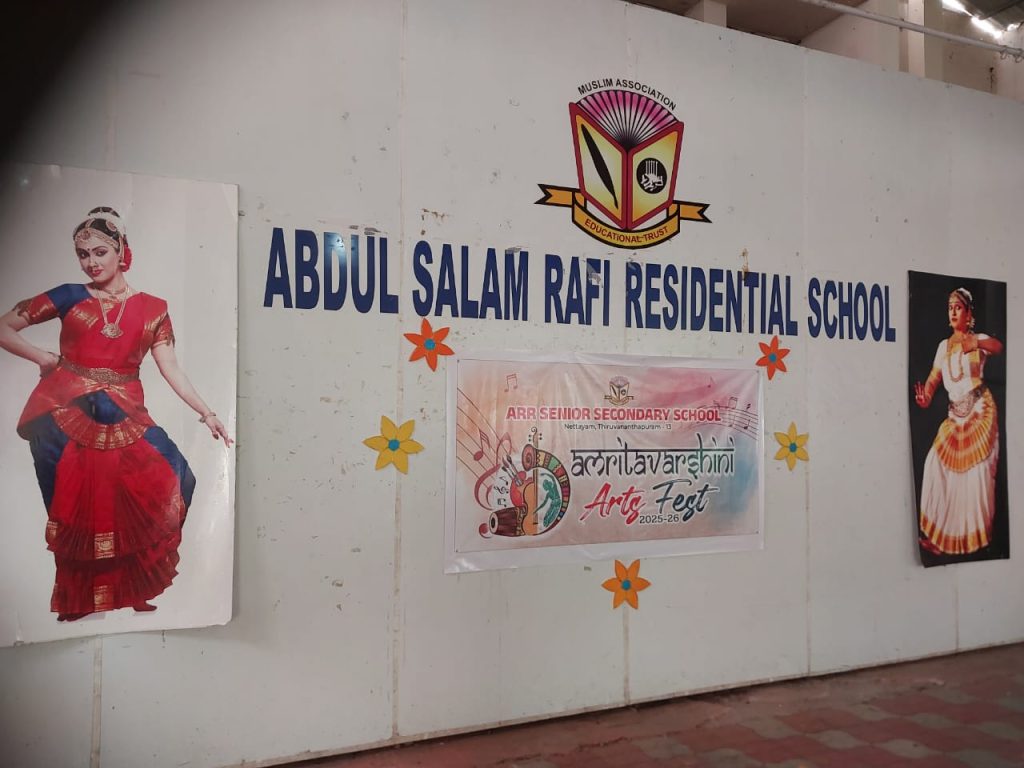 MUSLIM ASSOCIATION
EDUCATIONAL TRUST
ABDUL SALAM RAFI RESIDENTIAL SCHOOL
ARR SENIOR SECONDARY SCHOOL
Nettayam, Thiruvananthapuram - 13
amritavarshini
Arts Fest
2025-26